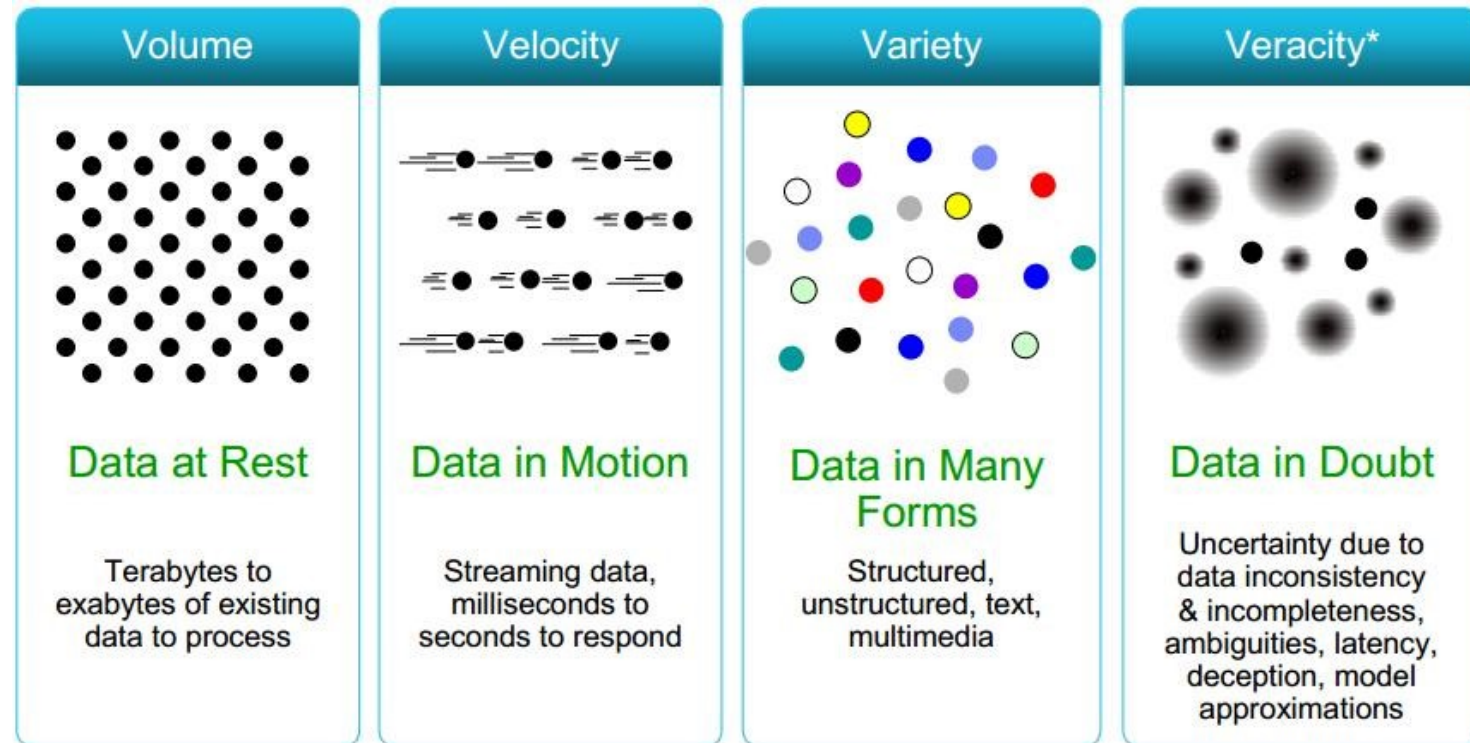 Volume
Velocity
Variety
Veracity*
Data at Rest
Terabytes to
exabytes of existing
data to process
Data in Motion
Streaming data,
milliseconds to
seconds to respond
Data in Many
Forms
Structured,
unstructured, text,
multimedia
Data in Doubt
Uncertainty due to
data inconsistency
& incompleteness,
ambiguities, latency,
deception, model
approximations